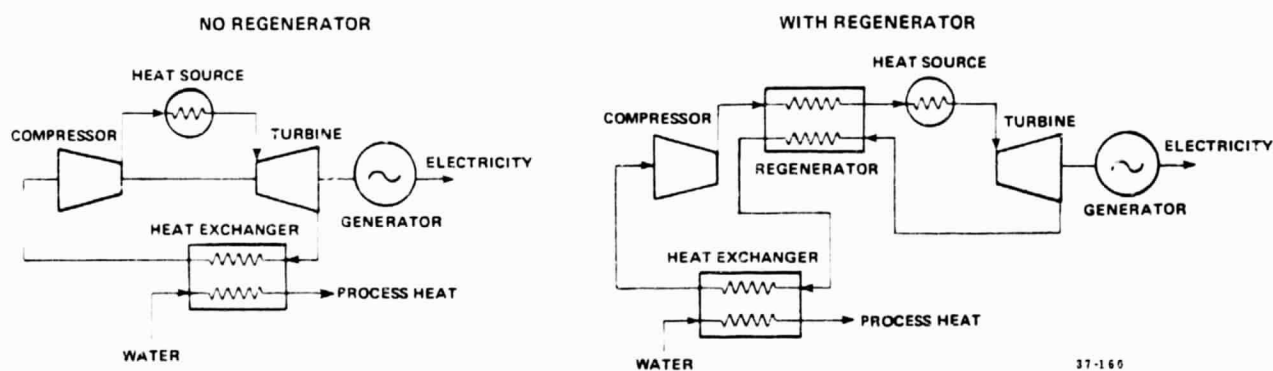 NO REGENERATOR
HEAT SOURCE
COMPRESSOR
TURBINE
ELECTRICITY
GENERATOR
HEAT EXCHANGER
PROCESS HEAT
WATER
WITH REGENERATOR
HEAT SOURCE
COMPRESSOR
TURBINE
REGENERATOR
ELECTRICITY
GENERATOR
HEAT EXCHANGER
PROCESS HEAT
WATER
37-160